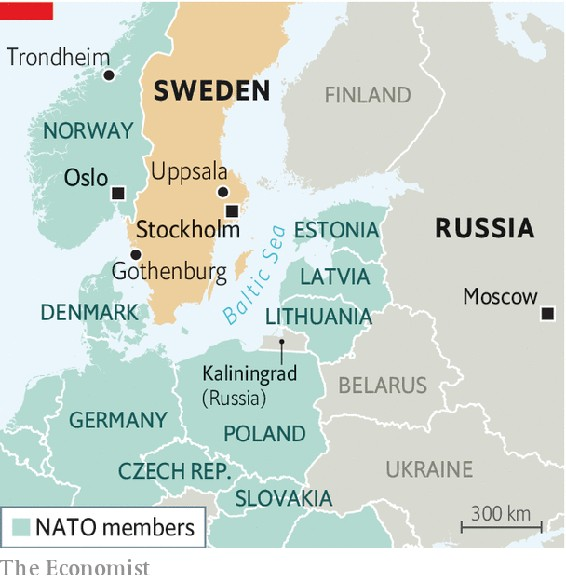 Trondheim
SWEDEN
FINLAND
NORWAY
Oslo
Uppsala
Stockholm
ESTONIA
RUSSIA
Baltic Sea
Gothenburg
LATVIA
Moscow
DENMARK
LITHUANIA
Kaliningrad
(Russia)
BELARUS
GERMANY
POLAND
CZECH REP.
UKRAINE
SLOVAKIA
NATO members
300 km
The Economist